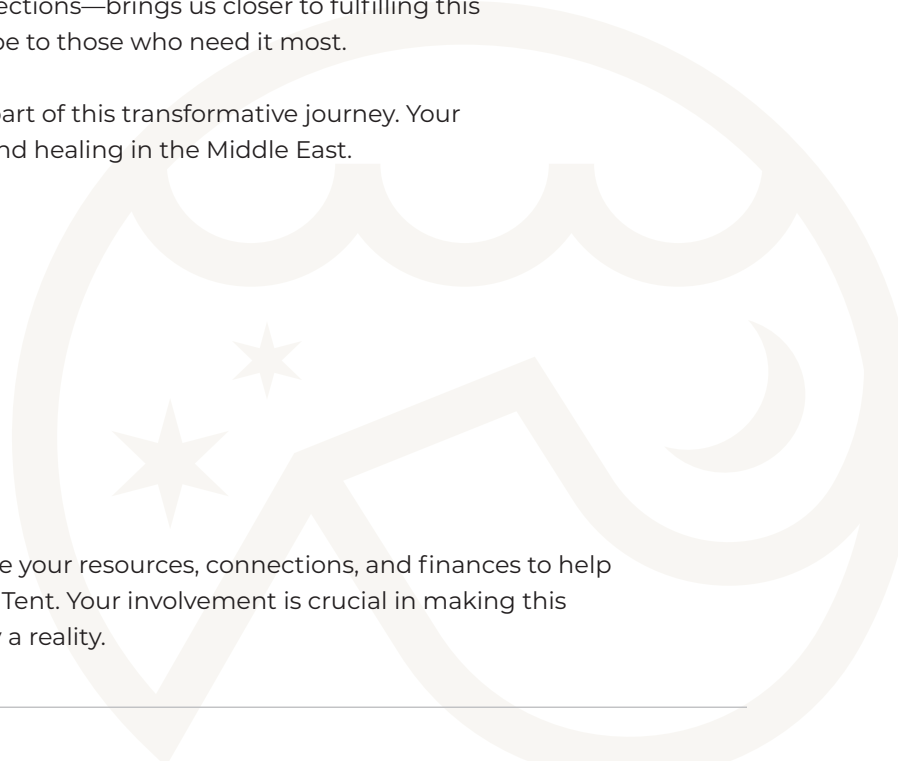 ections—brings us closer to fulfilling this
pe to those who need it most.
part of this transformative journey. Your
nd healing in the Middle East.
e your resources, connections, and finances to help
Tent. Your involvement is crucial in making this
a reality.